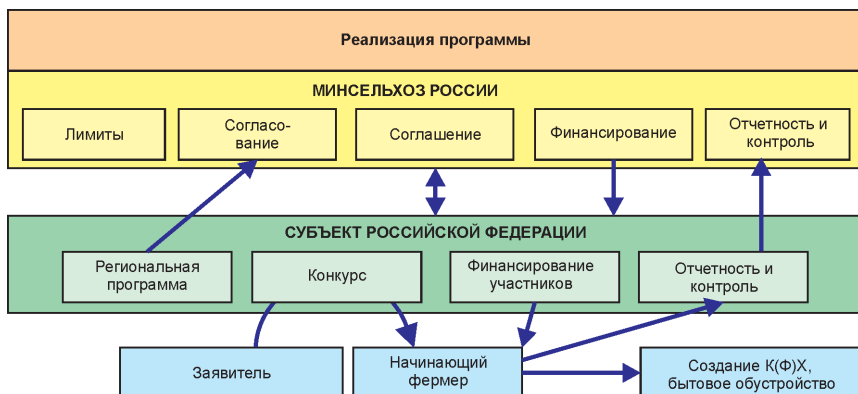 Реализация программы
МИНСЕЛЬХОЗ РОССИИ
Лимиты
Согласо-
вание
Соглашение
Финансирование
Отчетность и
контроль
СУБЪЕКТ РОССИЙСКОЙ ФЕДЕРАЦИИ
Региональная
программа
Конкурс
Финансирование
участников
Отчетность и
контроль
Заявитель
Начинающий
фермер
Создание К(Ф)Х,
бытовое обустройство